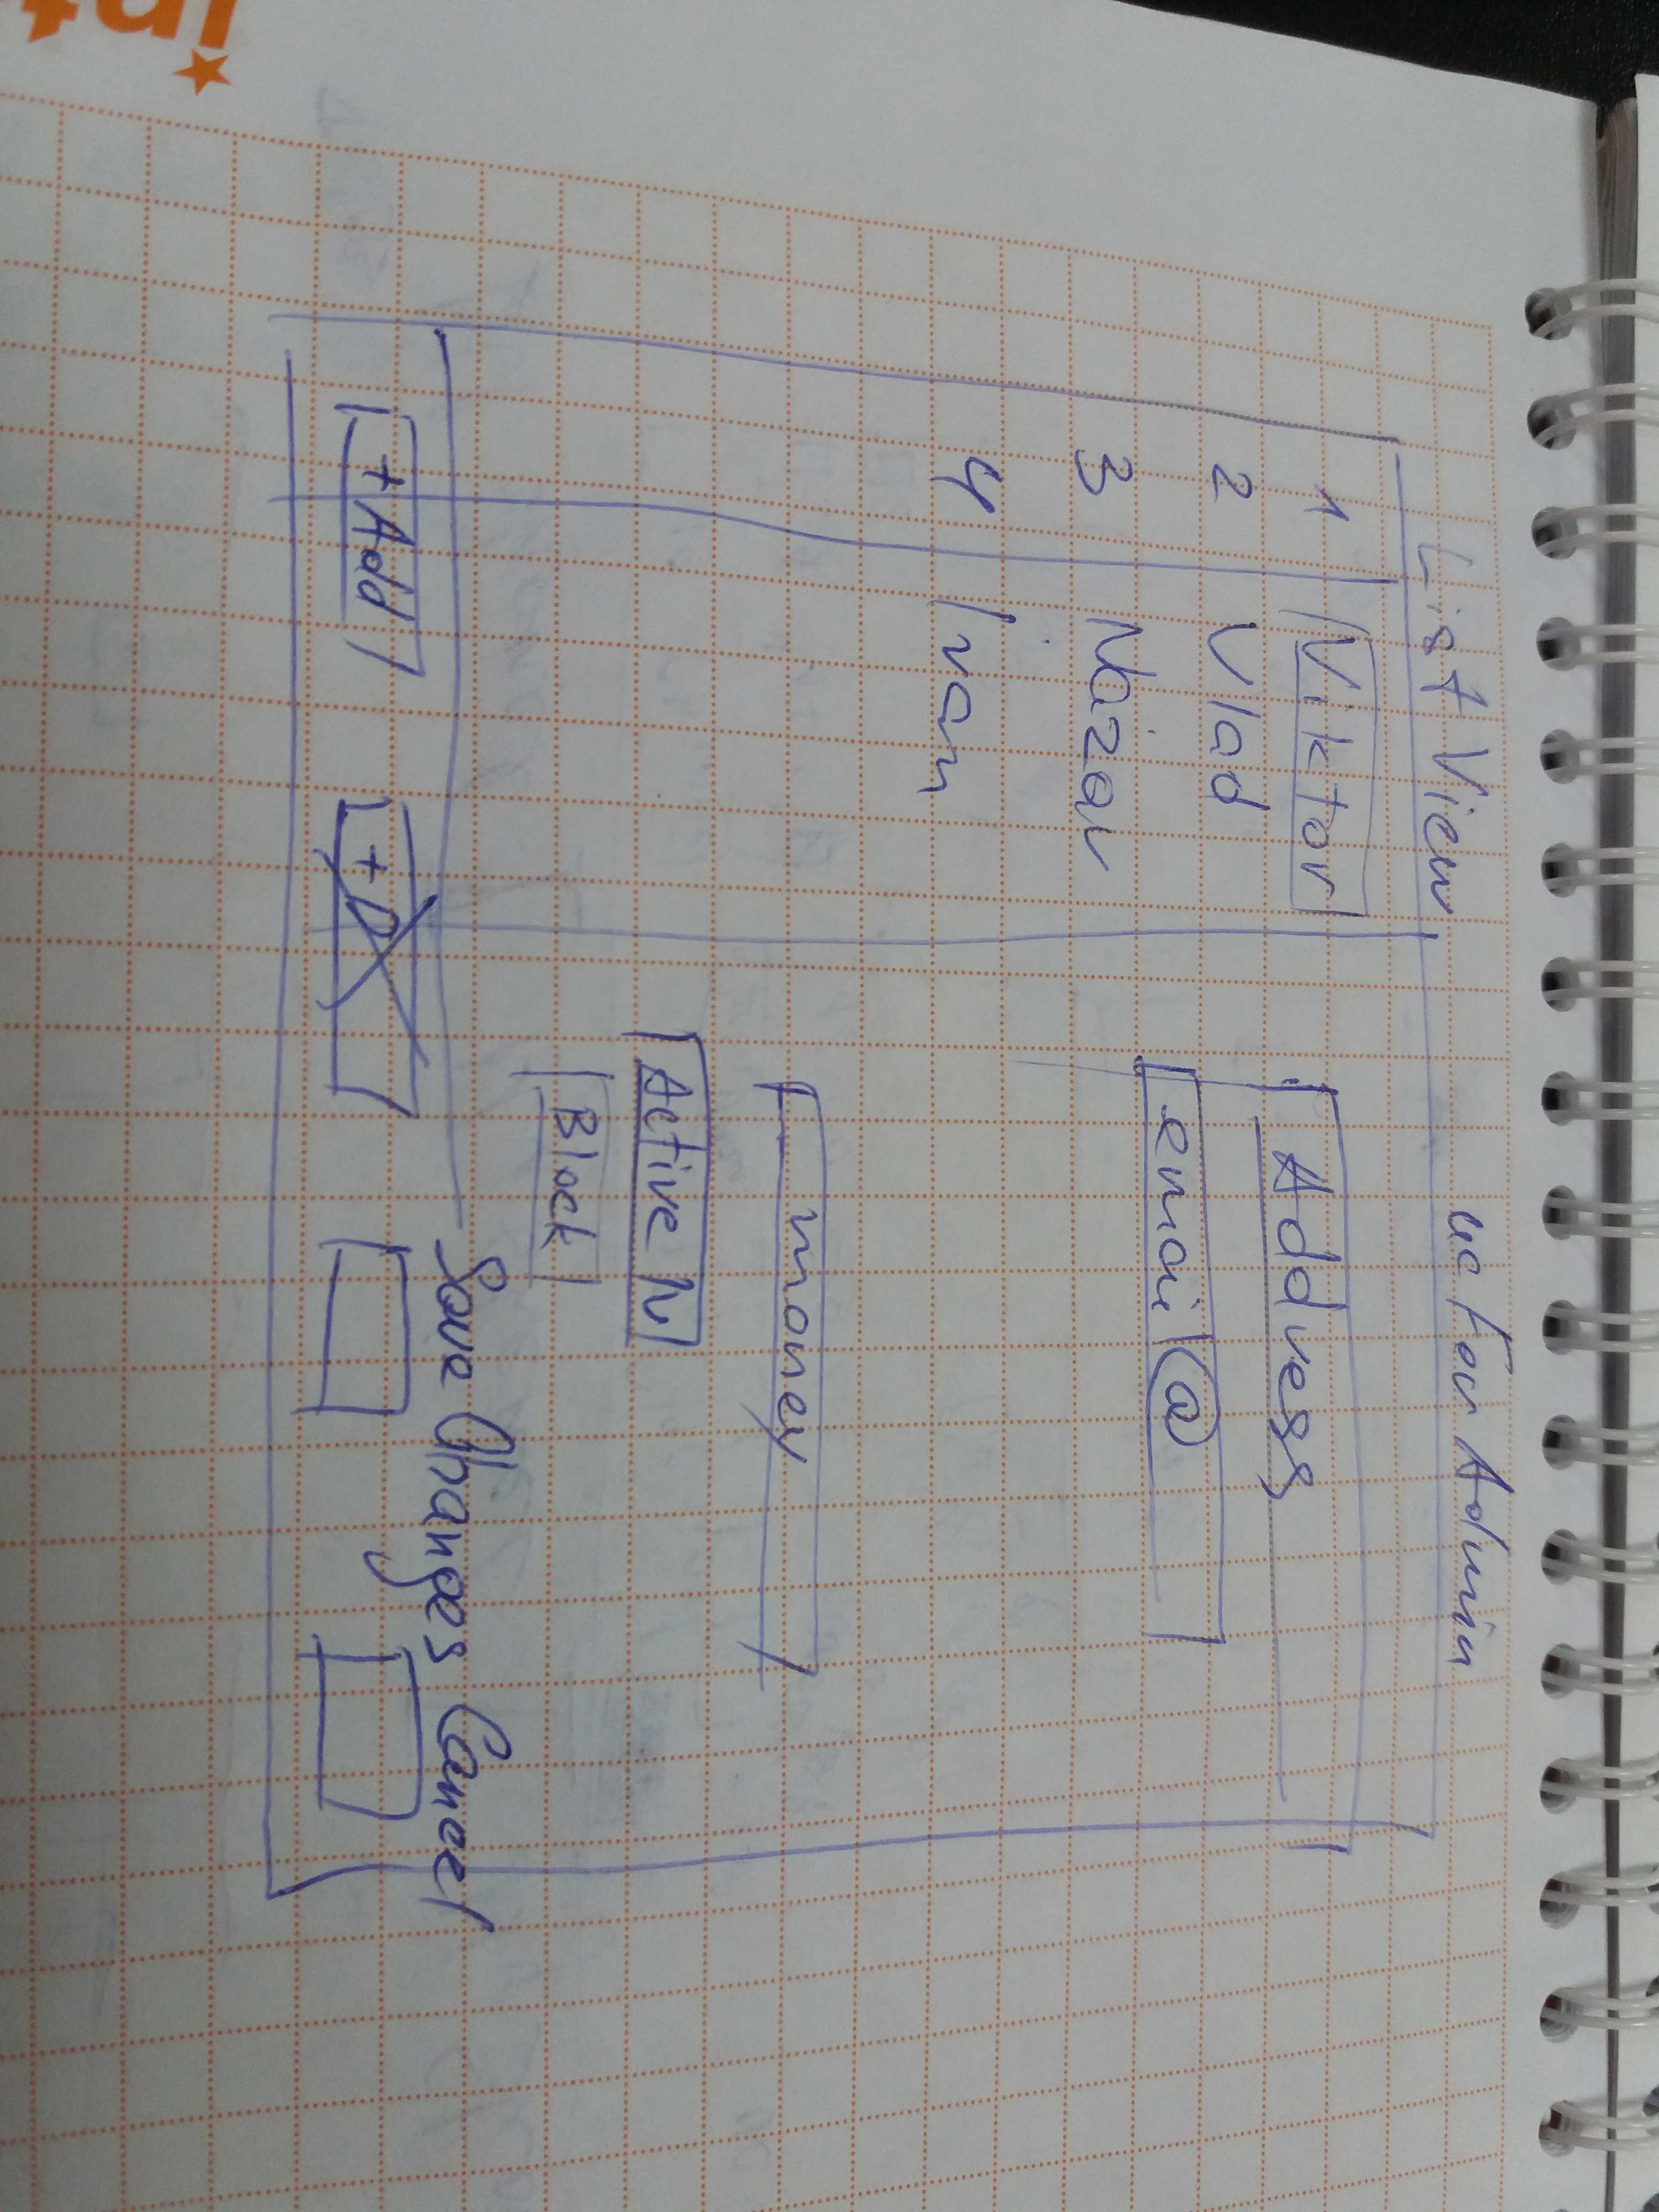 List View
uc For Admin
1 Viktor
2 Vlad
3 Nazar
4 Ivan
Address
email @
money
Active N
Block
Save Changes Cancel
+ Add
+ D